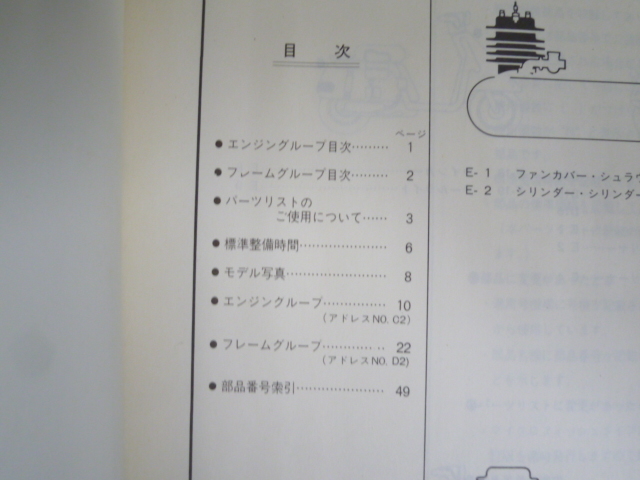 目 次
ページ
● エンジングループ目次……… 1
● フレームグループ目次……… 2
● パーツリストの
ご使用について…… 3
● 標準整備時間………………… 6
● モデル写真…………………… 8
● エンジングループ…………… 10
(アドレスNO. C2)
● フレームグループ………… ‥ 22
(アドレスNO. D2)
● 部品番号索引………………… 49
E- 1 ファンカバー・シュラウ
E- 2 シリンダー・シリンダー